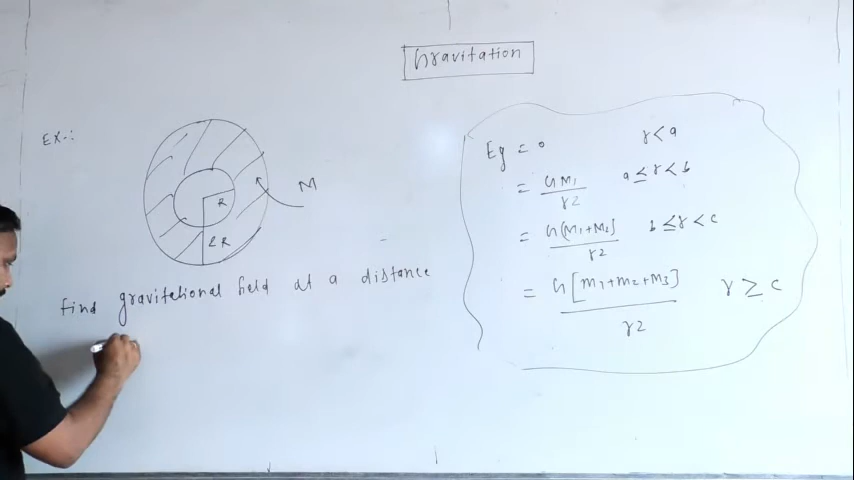 Gravitation
Ex.:
M
R
2R
Find gravitational field at a distance
Eg = 0 r < a
= GM₁/r2 a ≤ r < b
= G(M₁+M₂)/r2 b ≤ r < c
= G[M₁+M₂+M₃]/r2 r ≥ c